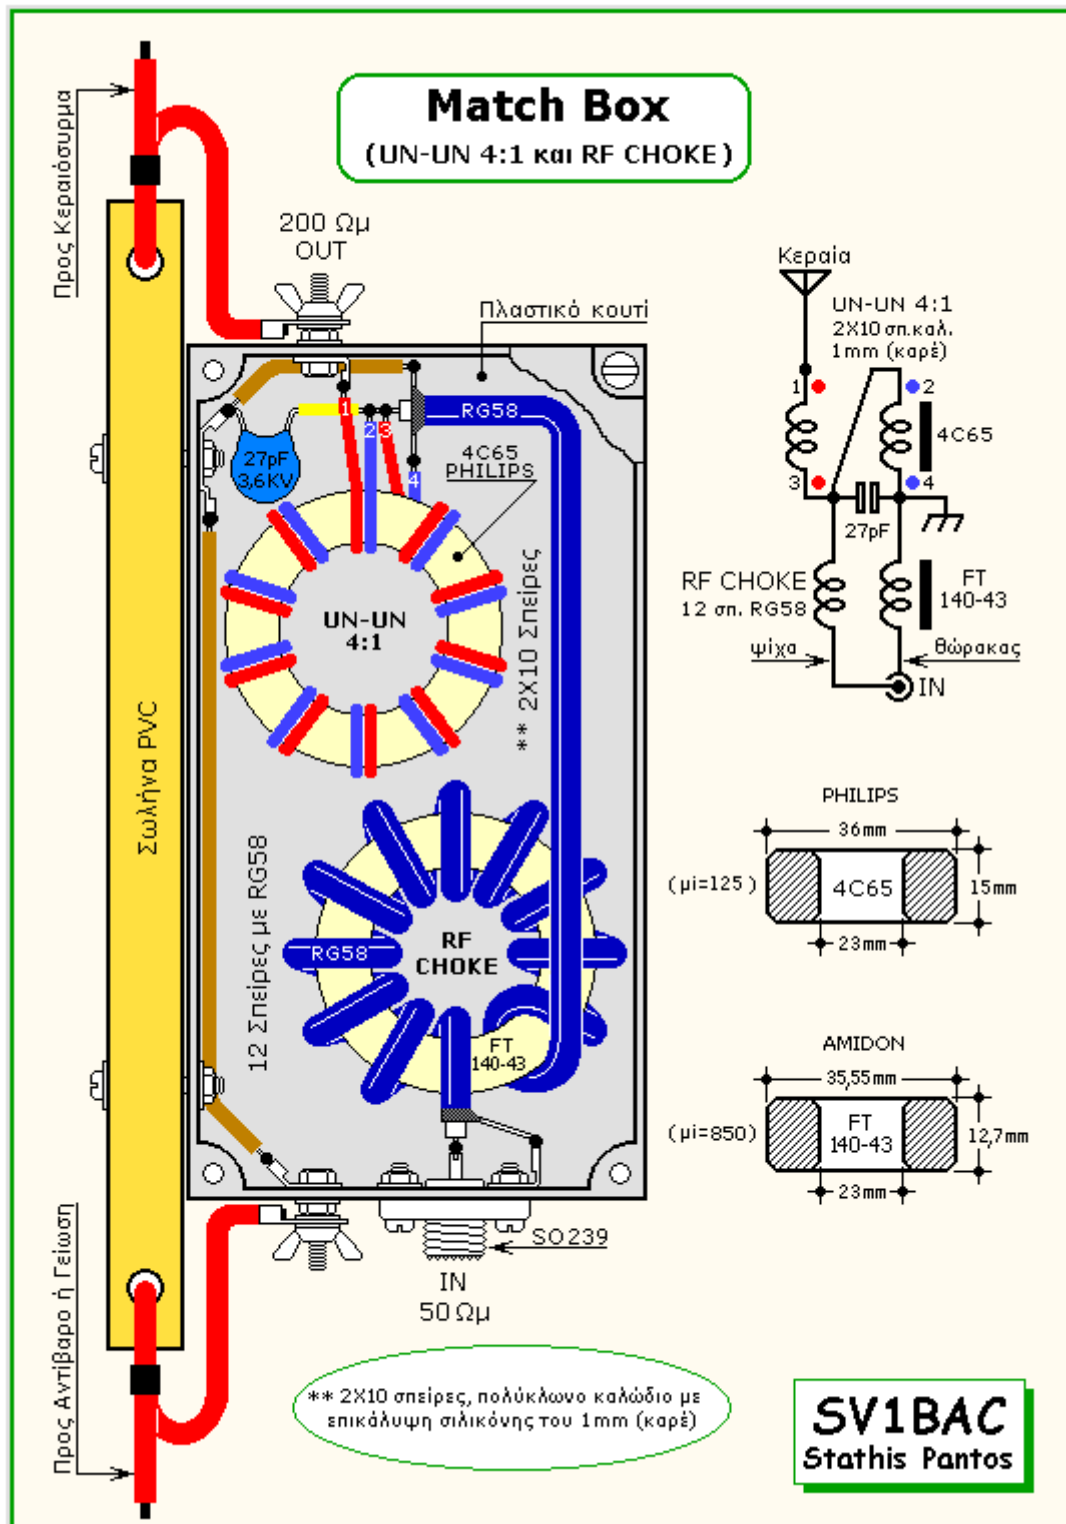 Match Box
(UN-UN 4:1 και RF CHOKE)
Προς Κεραιόσυρμα
200 Ωμ
OUT
Πλαστικό κουτί
RG58
1
2
3
4
27pF
3,6KV
4C65
PHILIPS
UN-UN
4:1
** 2X10 Σπείρες
Σωλήνα PVC
12 Σπείρες με RG58
RG58
RF
CHOKE
FT
140-43
SO239
IN
50 Ωμ
Προς Αντίβαρο ή Γείωση
Κεραία
UN-UN 4:1
2X10 σπ.καλ.
1mm (καρέ)
1
2
4C65
3
4
27pF
RF CHOKE
12 σπ. RG58
FT
140-43
ψίχα
θώρακας
IN
PHILIPS
36mm
(μi=125)
4C65
15mm
23mm
AMIDON
35,55mm
(μi=850)
FT
140-43
12,7mm
23mm
** 2X10 σπείρες, πολύκλωνο καλώδιο με
επικάλυψη σιλικόνης του 1mm (καρέ)
SV1BAC
Stathis Pantos